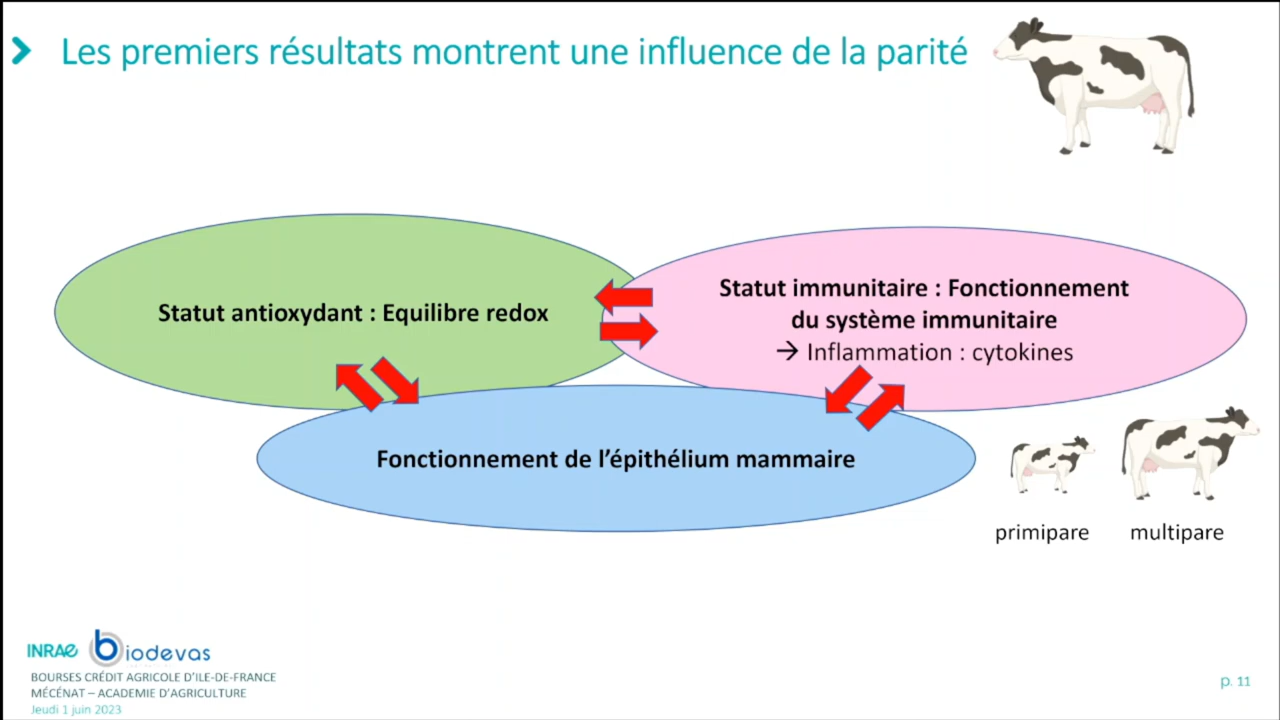 Les premiers résultats montrent une influence de la parité
Statut antioxydant : Equilibre redox
Statut immunitaire : Fonctionnement
du système immunitaire
→ Inflammation : cytokines
Fonctionnement de l’épithélium mammaire
primipare
multipare
INRAE biodevas
BOURSES CRÉDIT AGRICOLE D'ILE-DE-FRANCE
MÉCÉNAT – ACADEMIE D'AGRICULTURE
Jeudi 1 juin 2023
p. 11